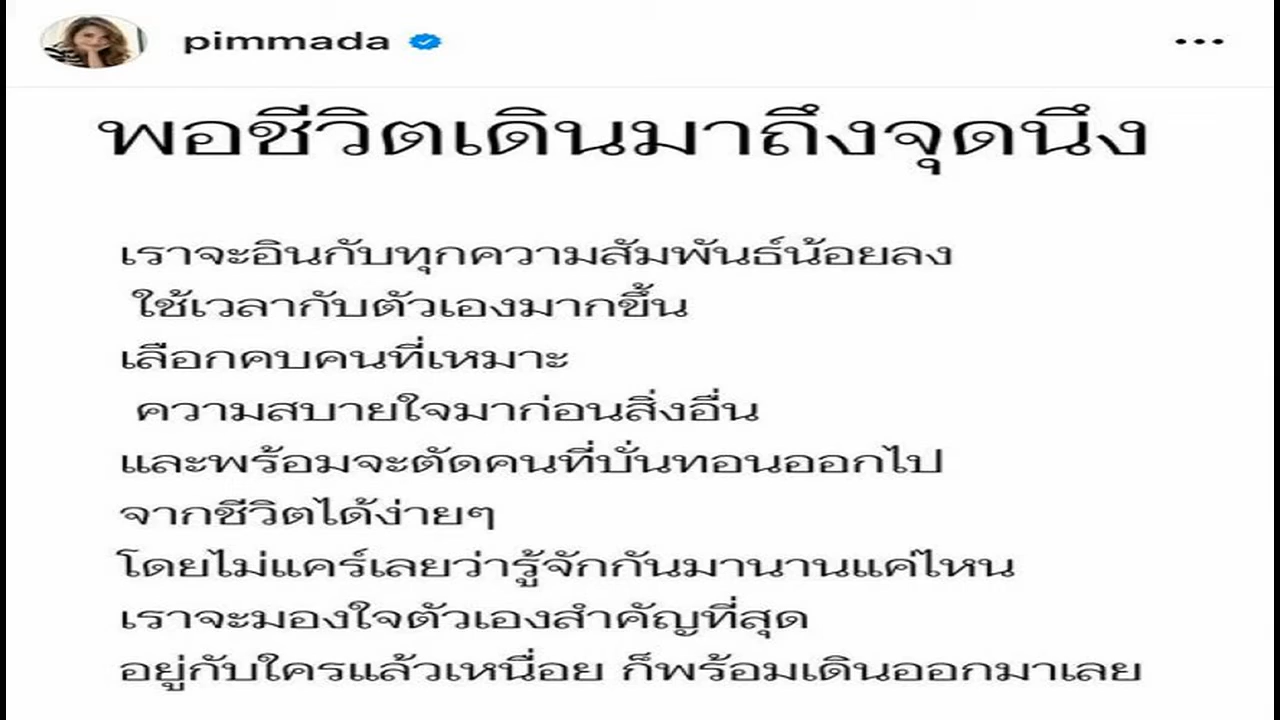 pimmada
พอชีวิตเดินมาถึงจุดนึง
เราจะอินกับทุกความสัมพันธ์น้อยลง
ใช้เวลากับตัวเองมากขึ้น
เลือกคบคนที่เหมาะ
ความสบายใจมาก่อนสิ่งอื่น
และพร้อมจะตัดคนที่บั่นทอนออกไป
จากชีวิตได้ง่ายๆ
โดยไม่แคร์เลยว่ารู้จักกันมานานแค่ไหน
เราจะมองใจตัวเองสำคัญที่สุด
อยู่กับใครแล้วเหนื่อย ก็พร้อมเดินออกมาเลย